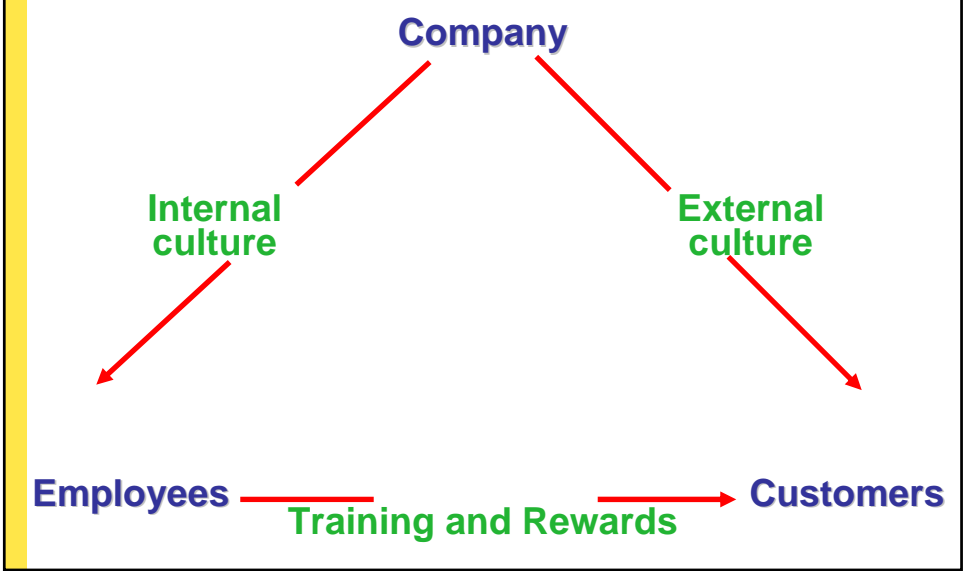 Company
Internal
culture
External
culture
Employees
Customers
Training and Rewards